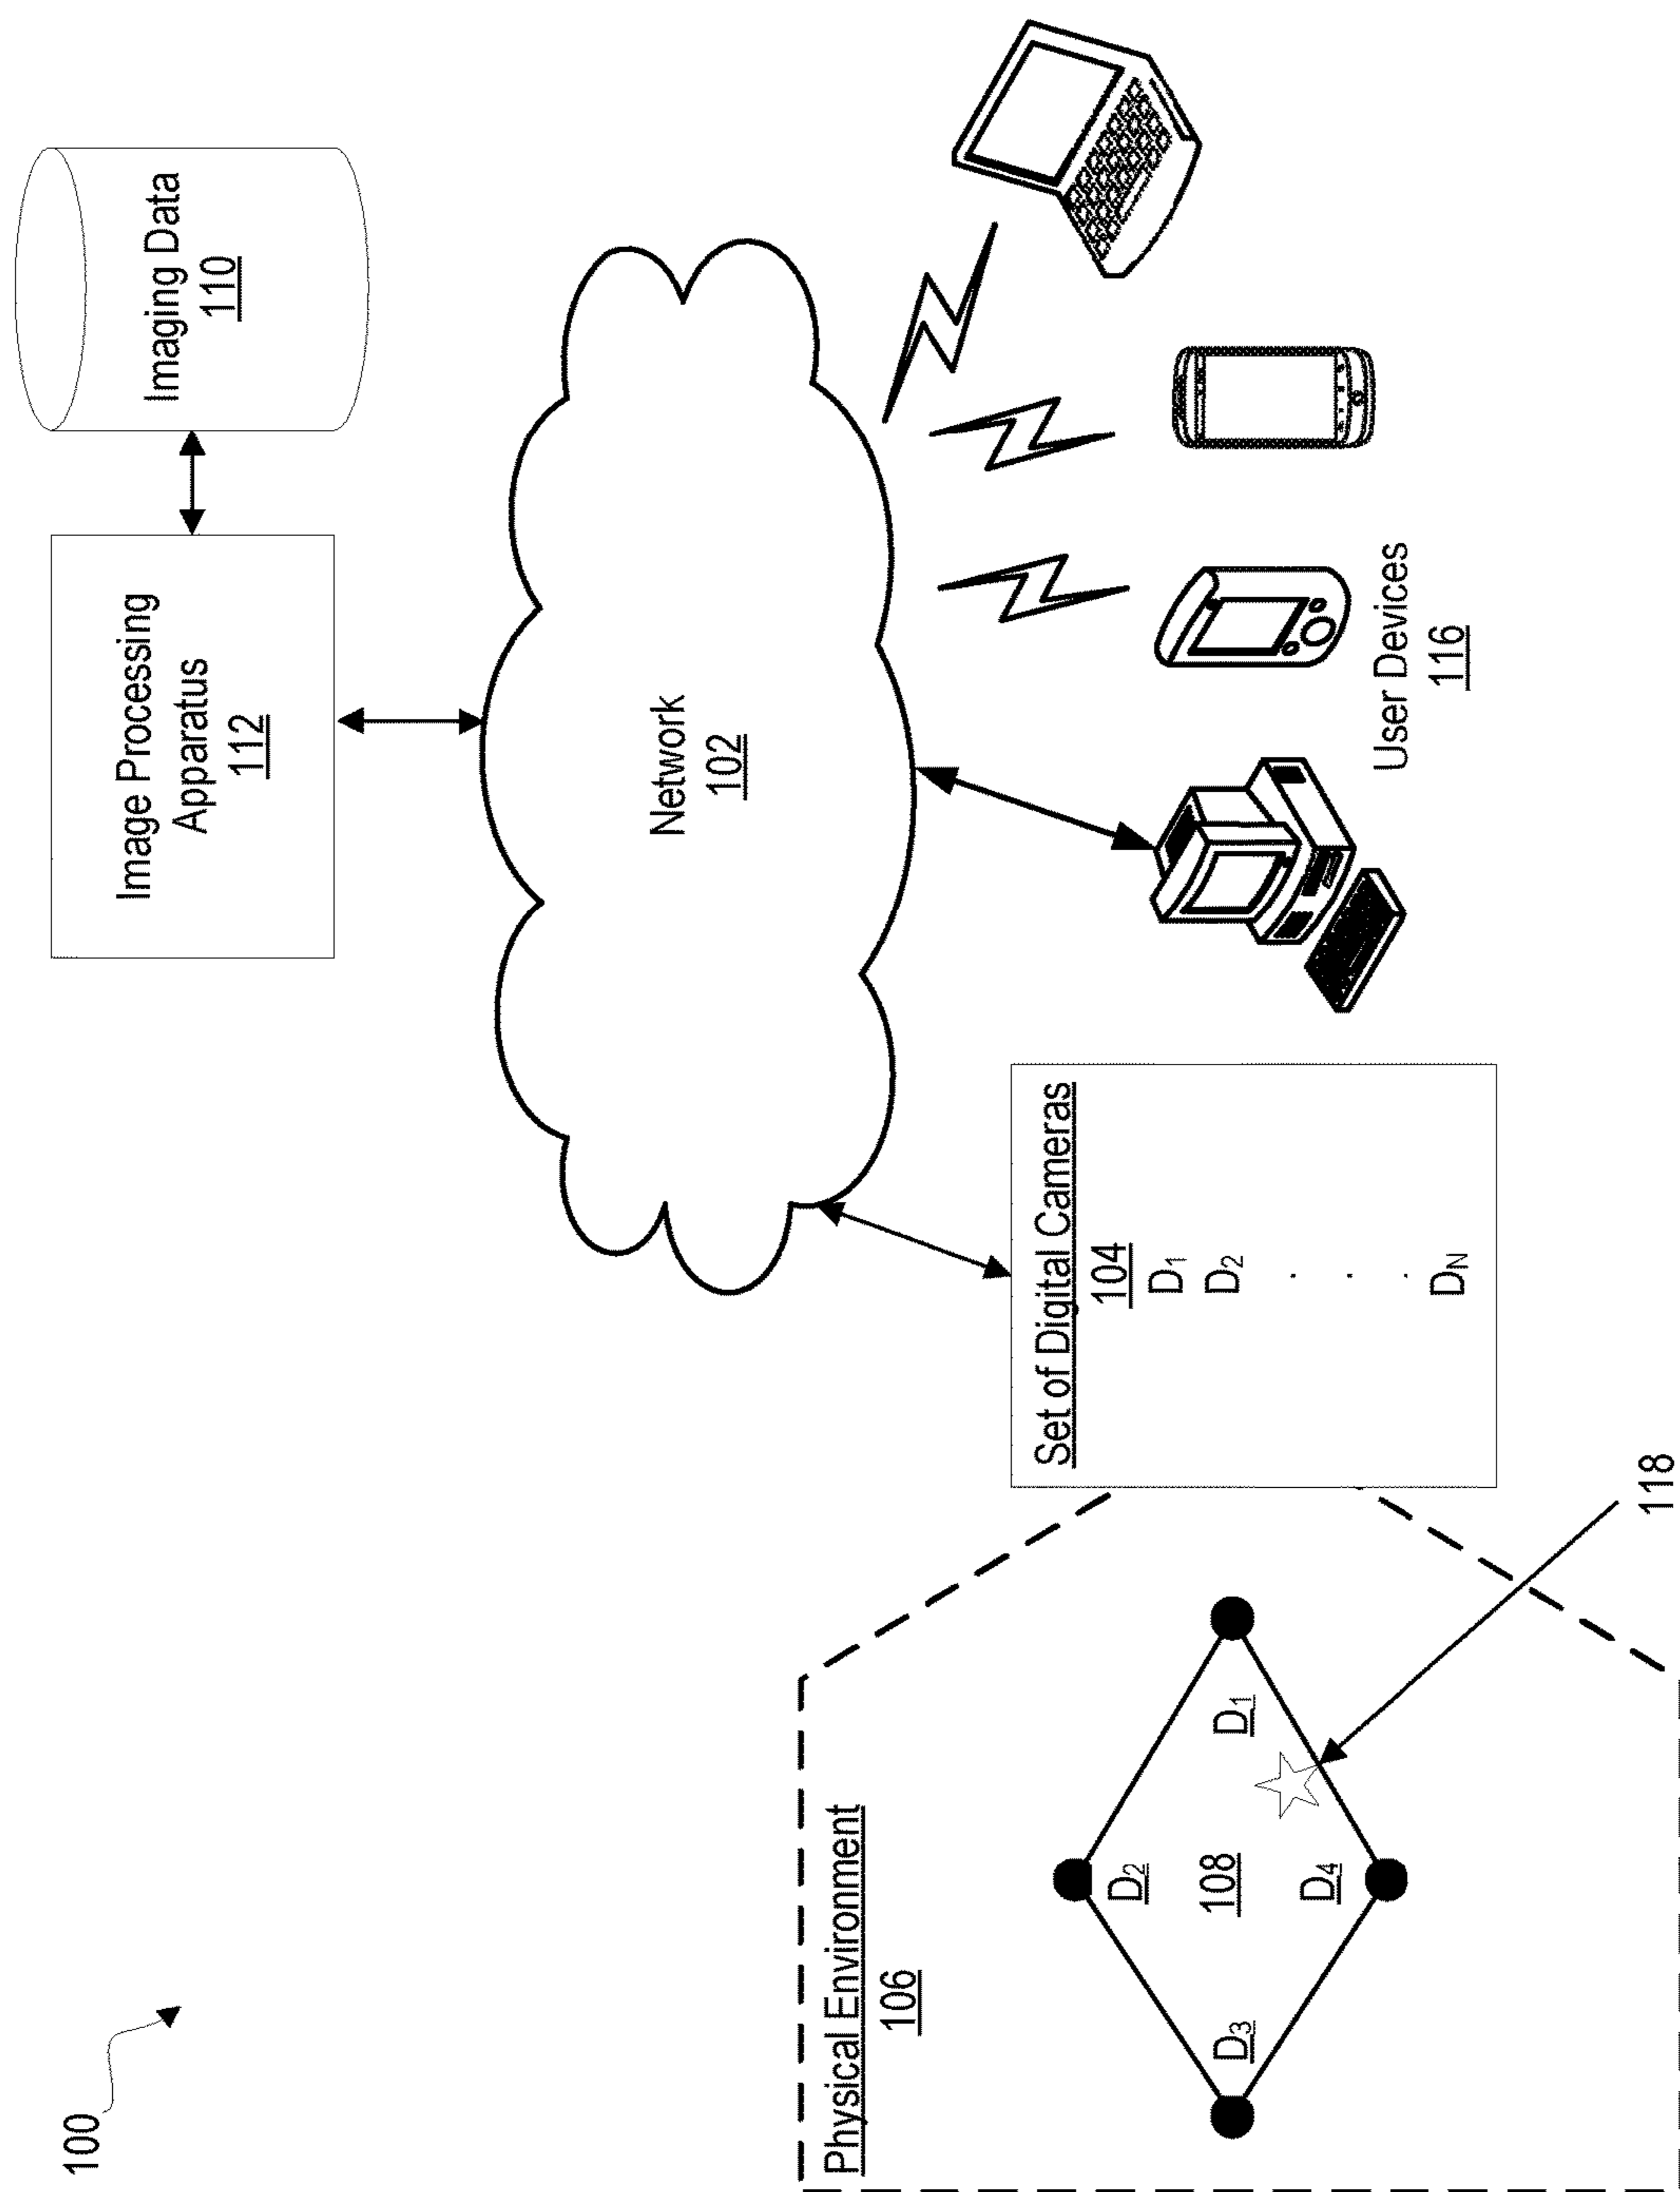 100
Image Processing
Apparatus
112
Imaging Data
110
Network
102
Physical Environment
106
D2
D3
108
D1
D4
118
Set of Digital Cameras
104
D1
D2
.
.
.
DN
User Devices
116